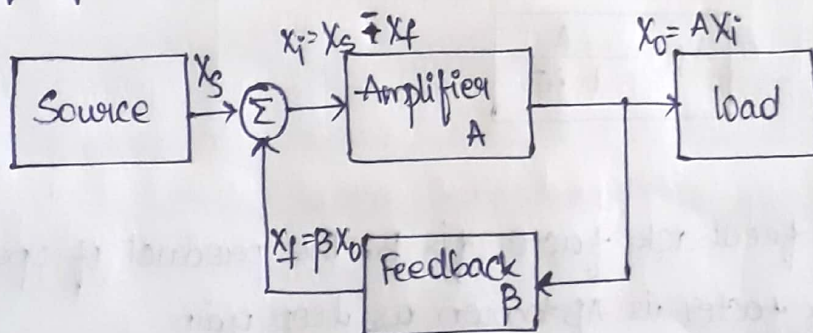 Xi = Xs ∓ Xf
Xo = AXi
Source
Xs
Σ
Amplifier
A
load
Xf = βXo
Feedback
β